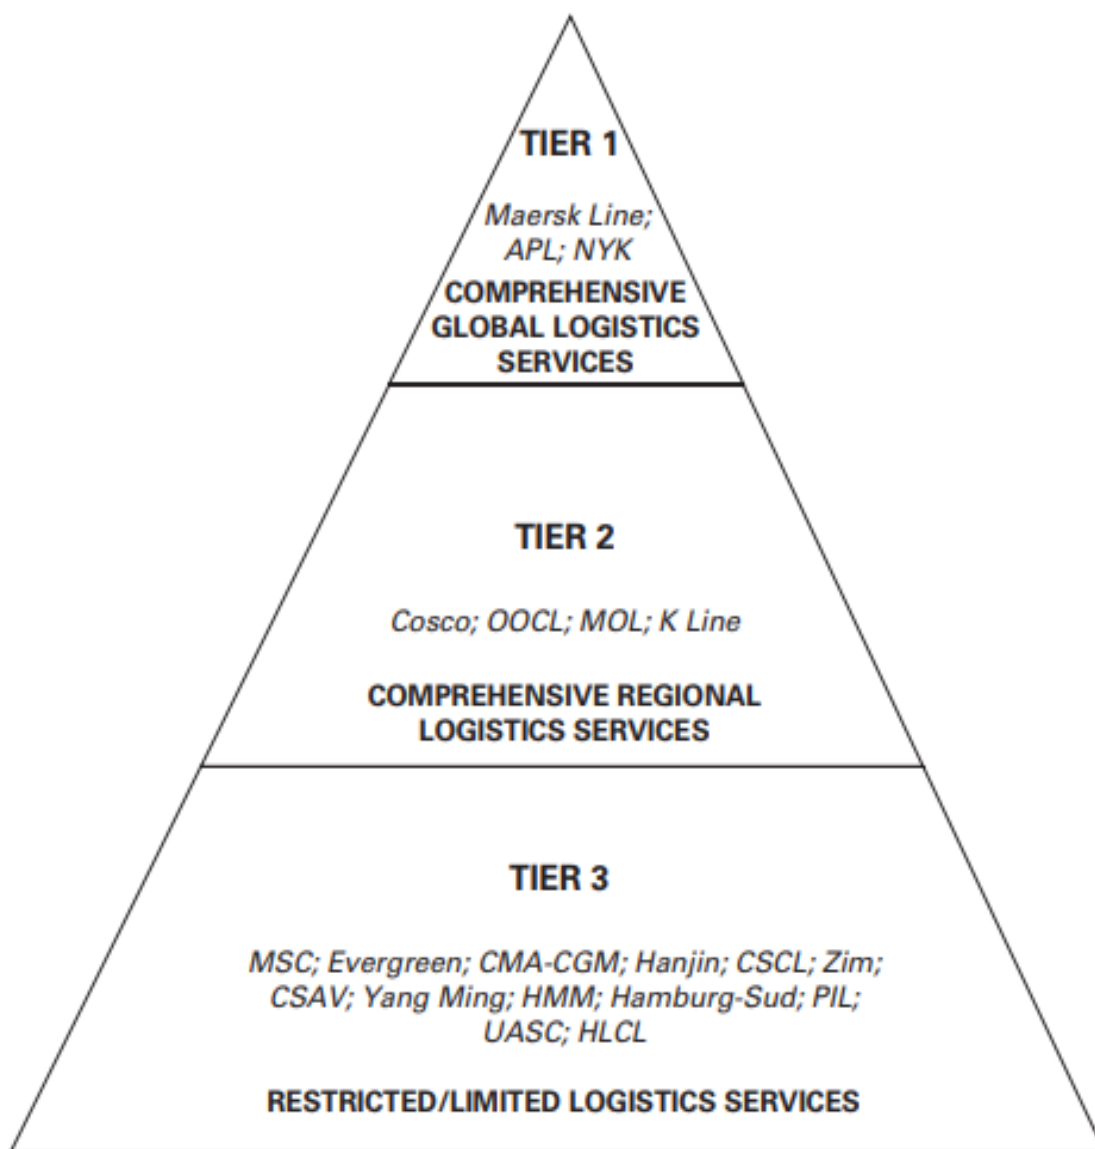 TIER 1
Maersk Line;
APL; NYK
COMPREHENSIVE
GLOBAL LOGISTICS
SERVICES
TIER 2
Cosco; OOCL; MOL; K Line
COMPREHENSIVE REGIONAL
LOGISTICS SERVICES
TIER 3
MSC; Evergreen; CMA-CGM; Hanjin; CSCL; Zim;
CSAV; Yang Ming; HMM; Hamburg-Sud; PIL;
UASC; HLCL
RESTRICTED/LIMITED LOGISTICS SERVICES